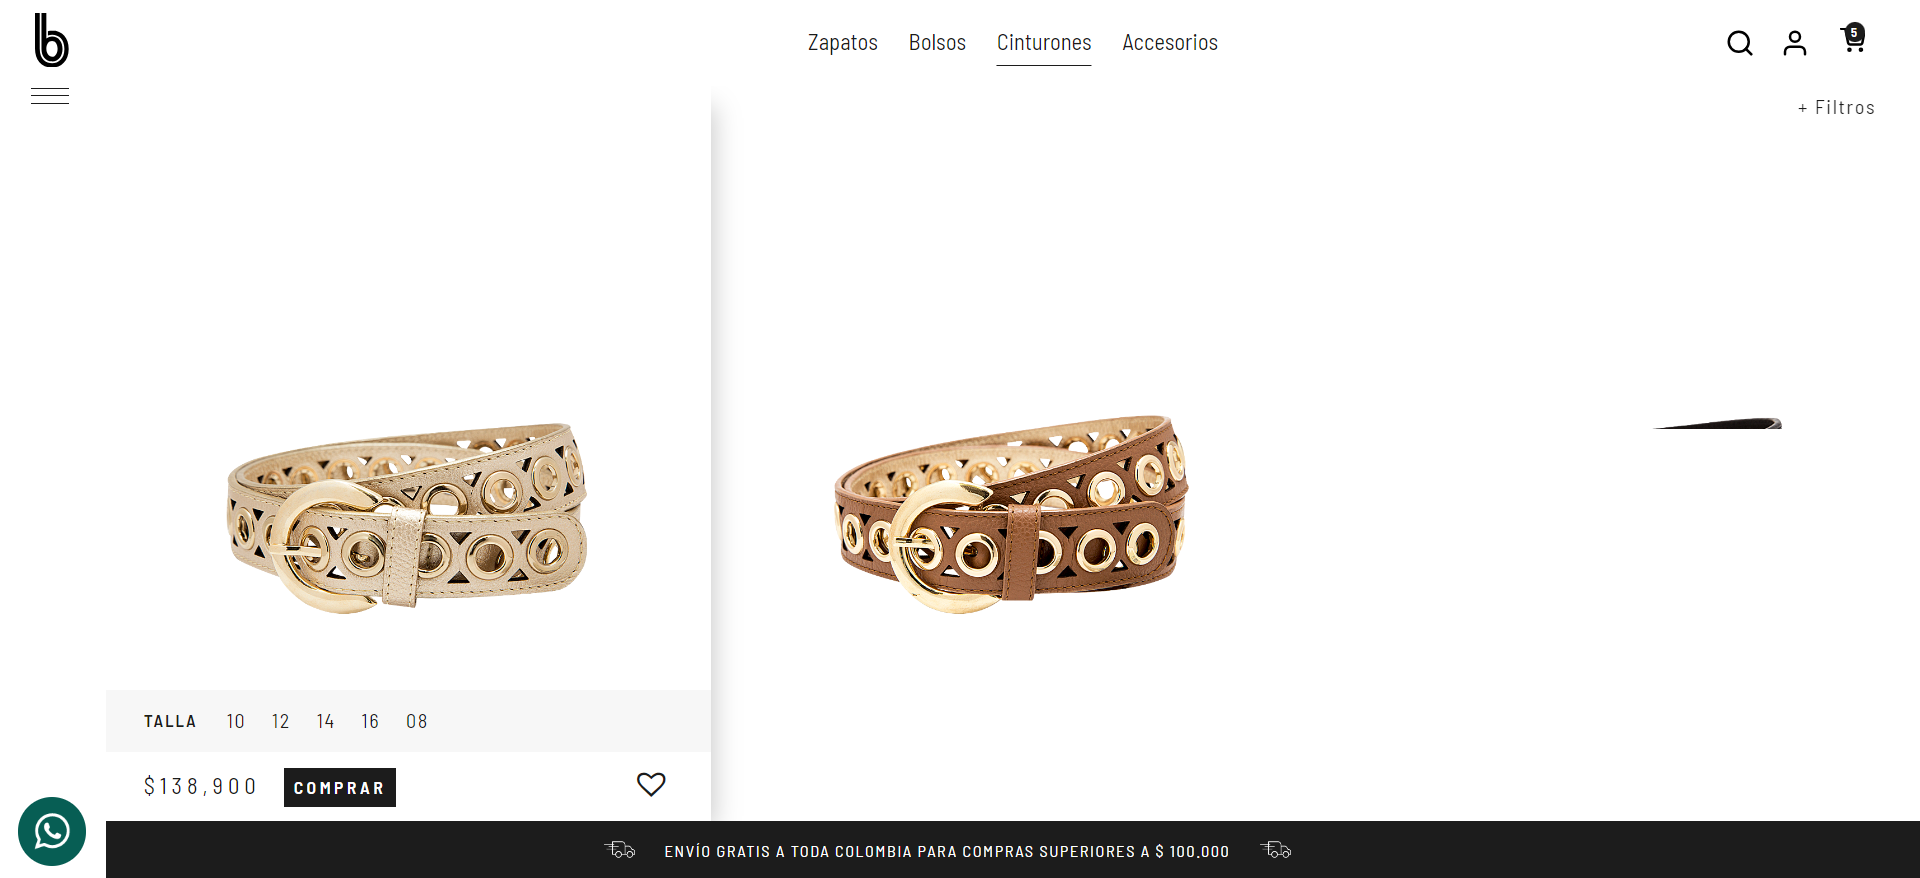 b
Zapatos Bolsos Cinturones Accesorios
5
+ Filtros
TALLA 10 12 14 16 08
$138,900 COMPRAR
ENVÍO GRATIS A TODA COLOMBIA PARA COMPRAS SUPERIORES A $ 100.000